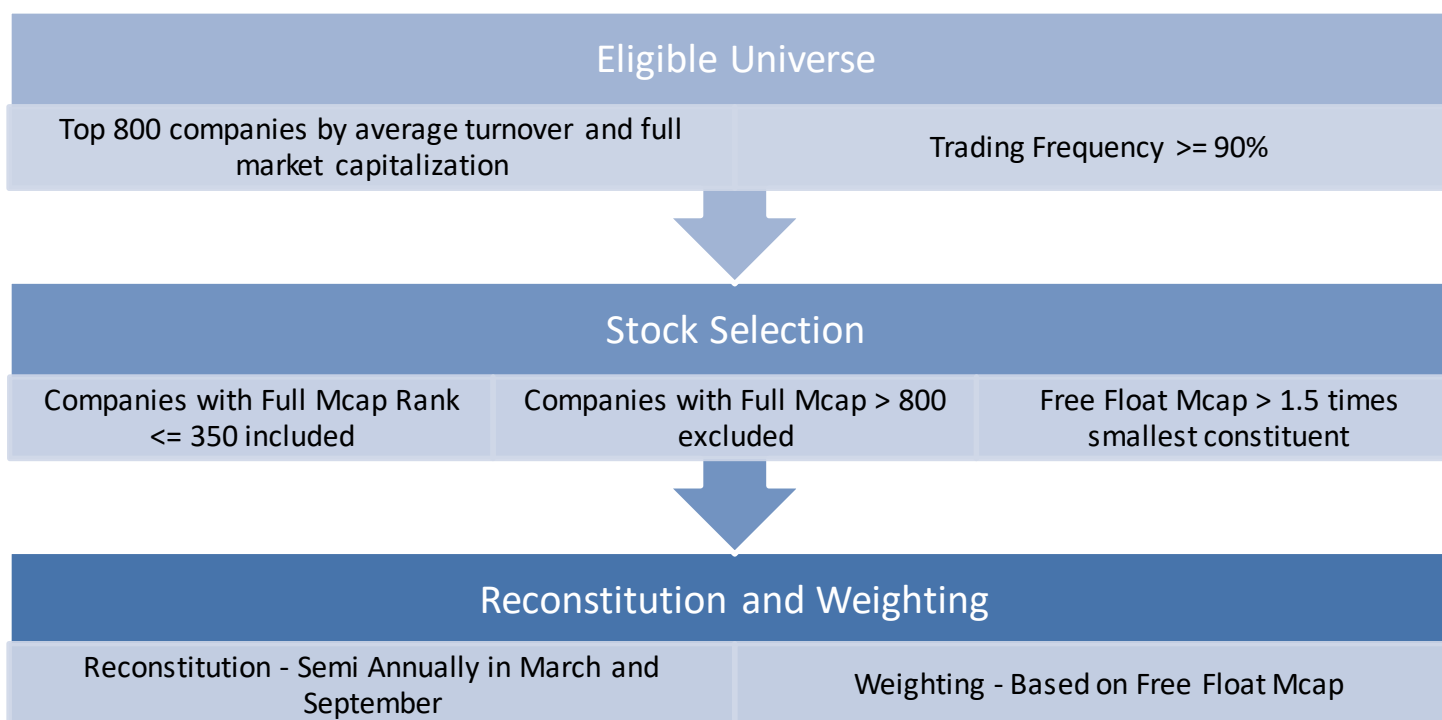 Eligible Universe
Top 800 companies by average turnover and full
market capitalization
Trading Frequency >= 90%
Stock Selection
Companies with Full Mcap Rank
<= 350 included
Companies with Full Mcap > 800
excluded
Free Float Mcap > 1.5 times
smallest constituent
Reconstitution and Weighting
Reconstitution - Semi Annually in March and
September
Weighting - Based on Free Float Mcap